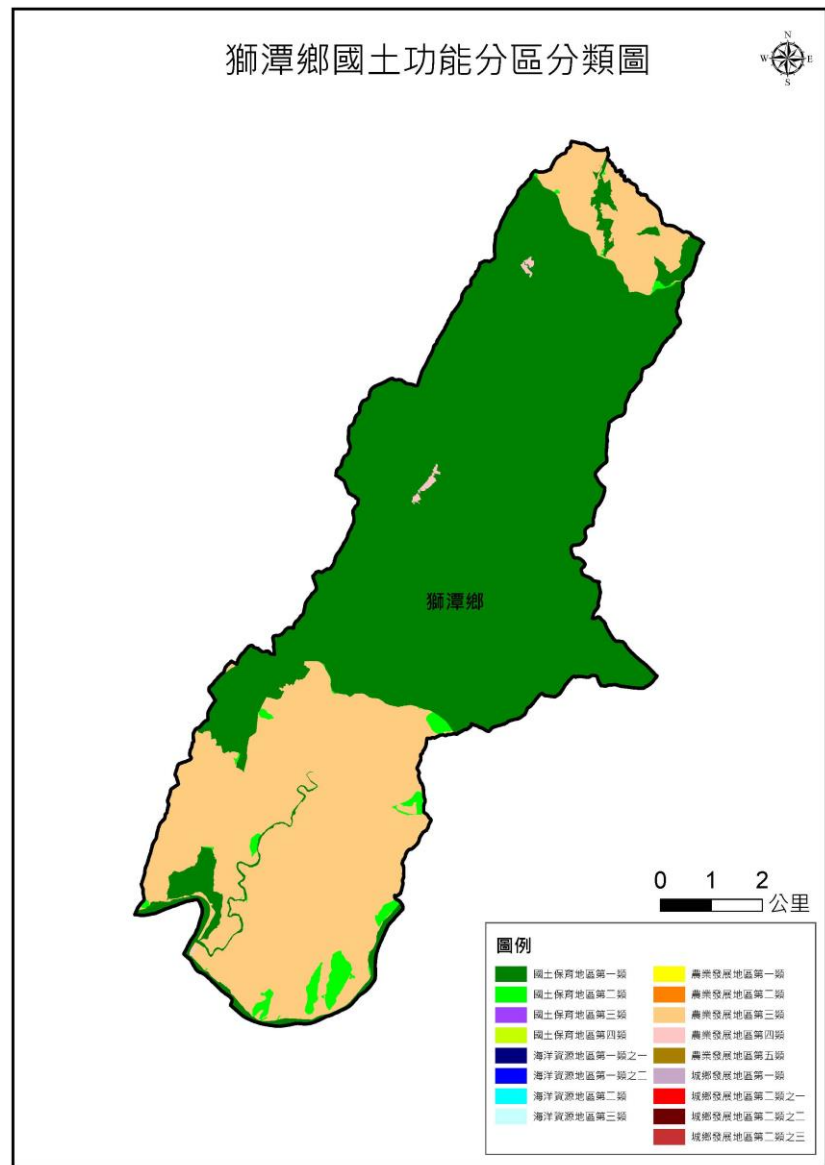 獅潭鄉國土功能分區分類圖
N
W E
S
獅潭鄉
0 1 2
公里
圖例
國土保育地區第一類
國土保育地區第二類
國土保育地區第三類
國土保育地區第四類
海洋資源地區第一類之一
海洋資源地區第一類之二
海洋資源地區第二類
海洋資源地區第三類
農業發展地區第一類
農業發展地區第二類
農業發展地區第三類
農業發展地區第四類
農業發展地區第五類
城鄉發展地區第一類
城鄉發展地區第二類之一
城鄉發展地區第二類之二
城鄉發展地區第二類之三